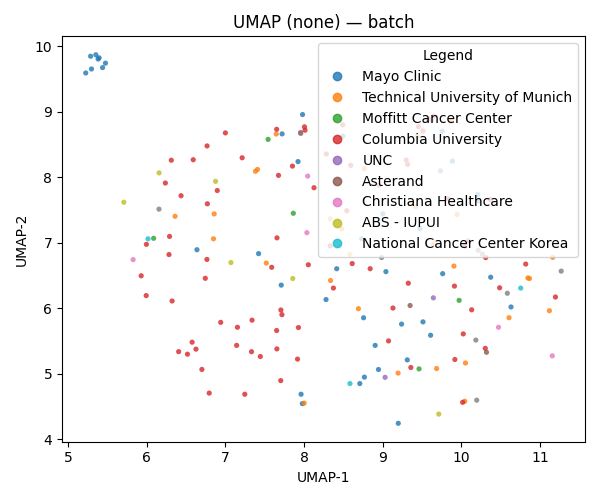 UMAP (none) — batch
Legend
Mayo Clinic
Technical University of Munich
Moffitt Cancer Center
Columbia University
UNC
Asterand
Christiana Healthcare
ABS - IUPUI
National Cancer Center Korea
UMAP-2
10
9
8
7
6
5
4
5 6 7 8 9 10 11
UMAP-1